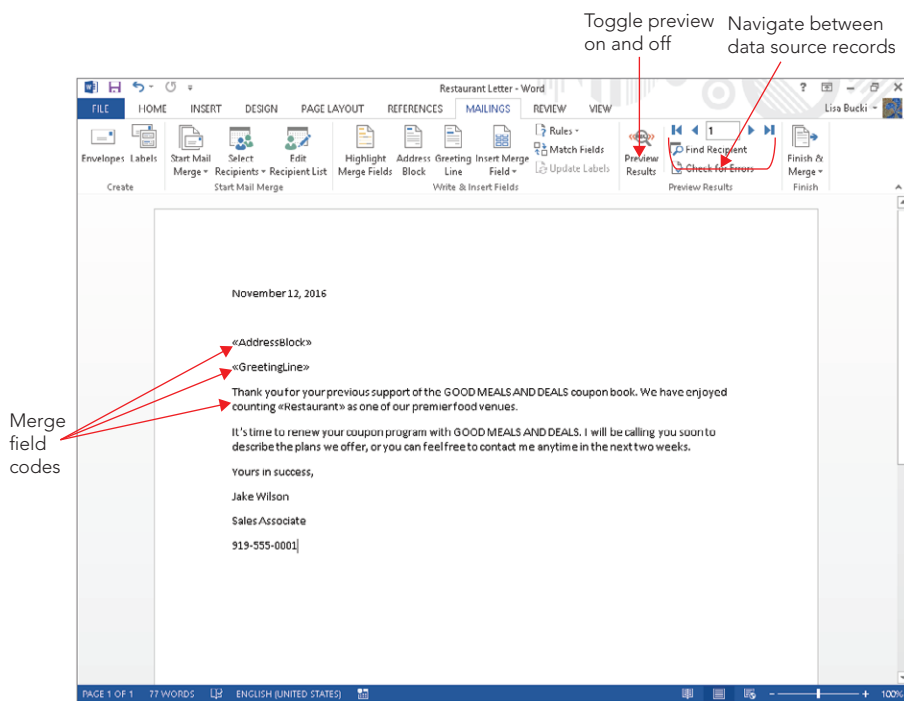 Toggle preview
on and off
Navigate between
data source records
Restaurant Letter - Word
Lisa Bucki
FILE HOME INSERT DESIGN PAGE LAYOUT REFERENCES MAILINGS REVIEW VIEW
Envelopes Labels
Start Mail Merge
Select Recipients
Edit Recipient List
Highlight Merge Fields
Address Block
Greeting Line
Insert Merge Field
Rules
Match Fields
Update Labels
ABC
Preview Results
1
Find Recipient
Check for Errors
Finish & Merge
Create
Start Mail Merge
Write & Insert Fields
Preview Results
Finish
November 12, 2016
«AddressBlock»
«GreetingLine»
Thank you for your previous support of the GOOD MEALS AND DEALS coupon book. We have enjoyed
counting «Restaurant» as one of our premier food venues.
It's time to renew your coupon program with GOOD MEALS AND DEALS. I will be calling you soon to
describe the plans we offer, or you can feel free to contact me anytime in the next two weeks.
Yours in success,
Jake Wilson
Sales Associate
919-555-0001
Merge
field
codes
PAGE 1 OF 1 77 WORDS ENGLISH (UNITED STATES) 100%